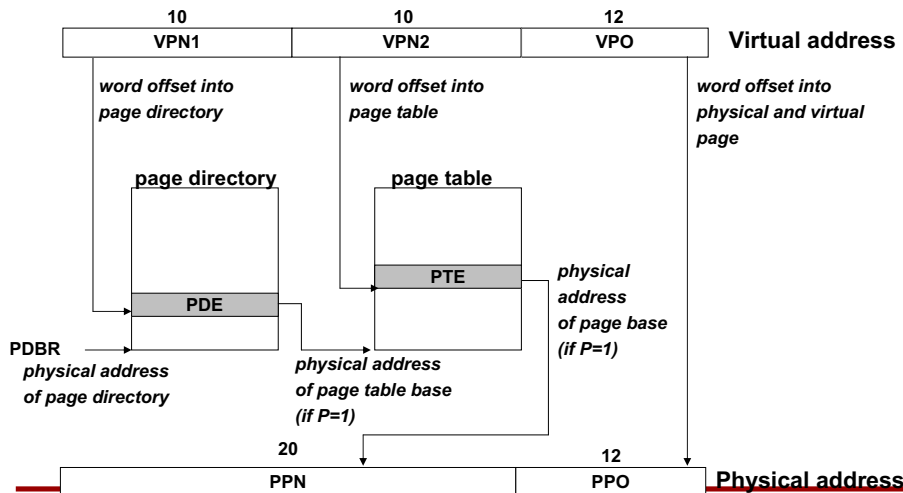 10 10 12
VPN1 VPN2 VPO Virtual address
word offset into
page directory
word offset into
page table
word offset into
physical and virtual
page
page directory
page table
PDE
PTE
physical
address
of page base
(if P=1)
PDBR
physical address
of page directory
physical address
of page table base
(if P=1)
20 12
PPN PPO Physical address